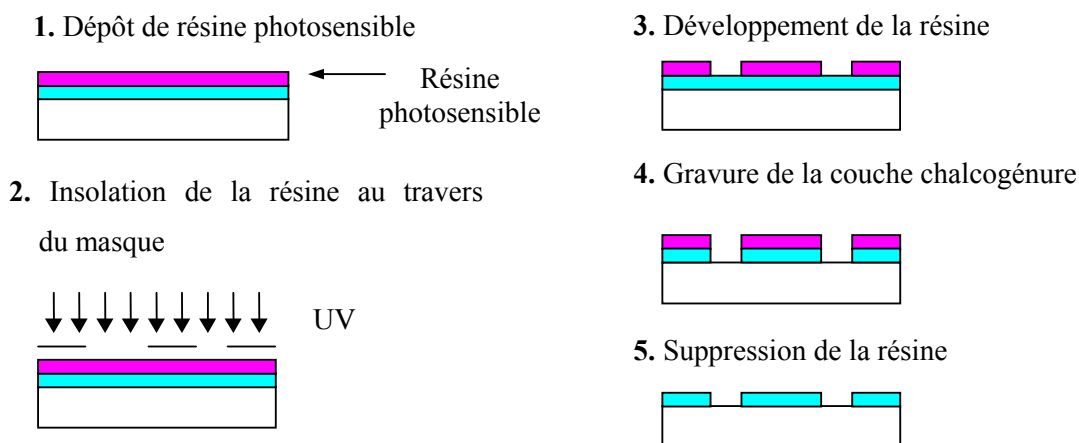 1. Dépôt de résine photosensible
Résine
photosensible
2. Insolation de la résine au travers
du masque
UV
3. Développement de la résine
4. Gravure de la couche chalcogénure
5. Suppression de la résine